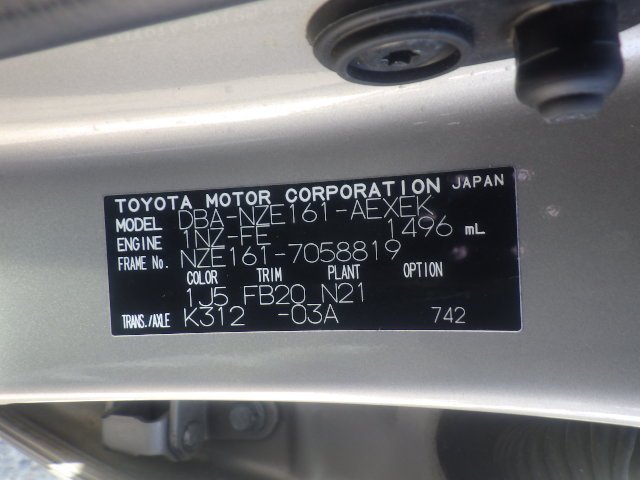 TOYOTA MOTOR CORPORATION JAPAN
MODEL DBA-NZE161-AEXEK
ENGINE 1NZ-FE 1496 mL
FRAME No. NZE161-7058819
COLOR TRIM PLANT OPTION
1J5 FB20 N21
TRANS./AXLE K312 -03A 742